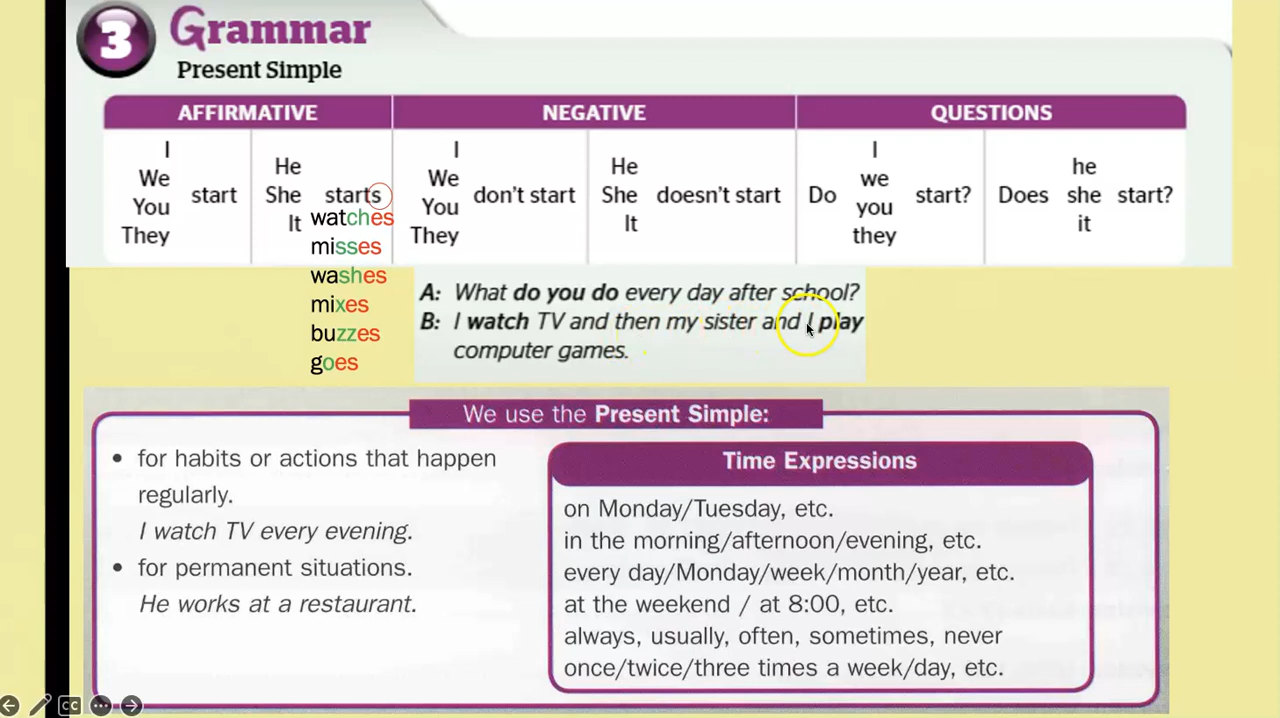 3 Grammar
Present Simple
AFFIRMATIVE NEGATIVE QUESTIONS
I
We
You
They
start
He
She
It
starts
watches
misses
washes
mixes
buzzes
goes
I
We
You
They
don't start
He
She
It
doesn't start
Do
I
we
you
they
start?
Does
he
she
it
start?
A: What do you do every day after school?
B: I watch TV and then my sister and I play
computer games.
We use the Present Simple:
• for habits or actions that happen
regularly.
I watch TV every evening.
• for permanent situations.
He works at a restaurant.
Time Expressions
on Monday/Tuesday, etc.
in the morning/afternoon/evening, etc.
every day/Monday/week/month/year, etc.
at the weekend / at 8:00, etc.
always, usually, often, sometimes, never
once/twice/three times a week/day, etc.
CC